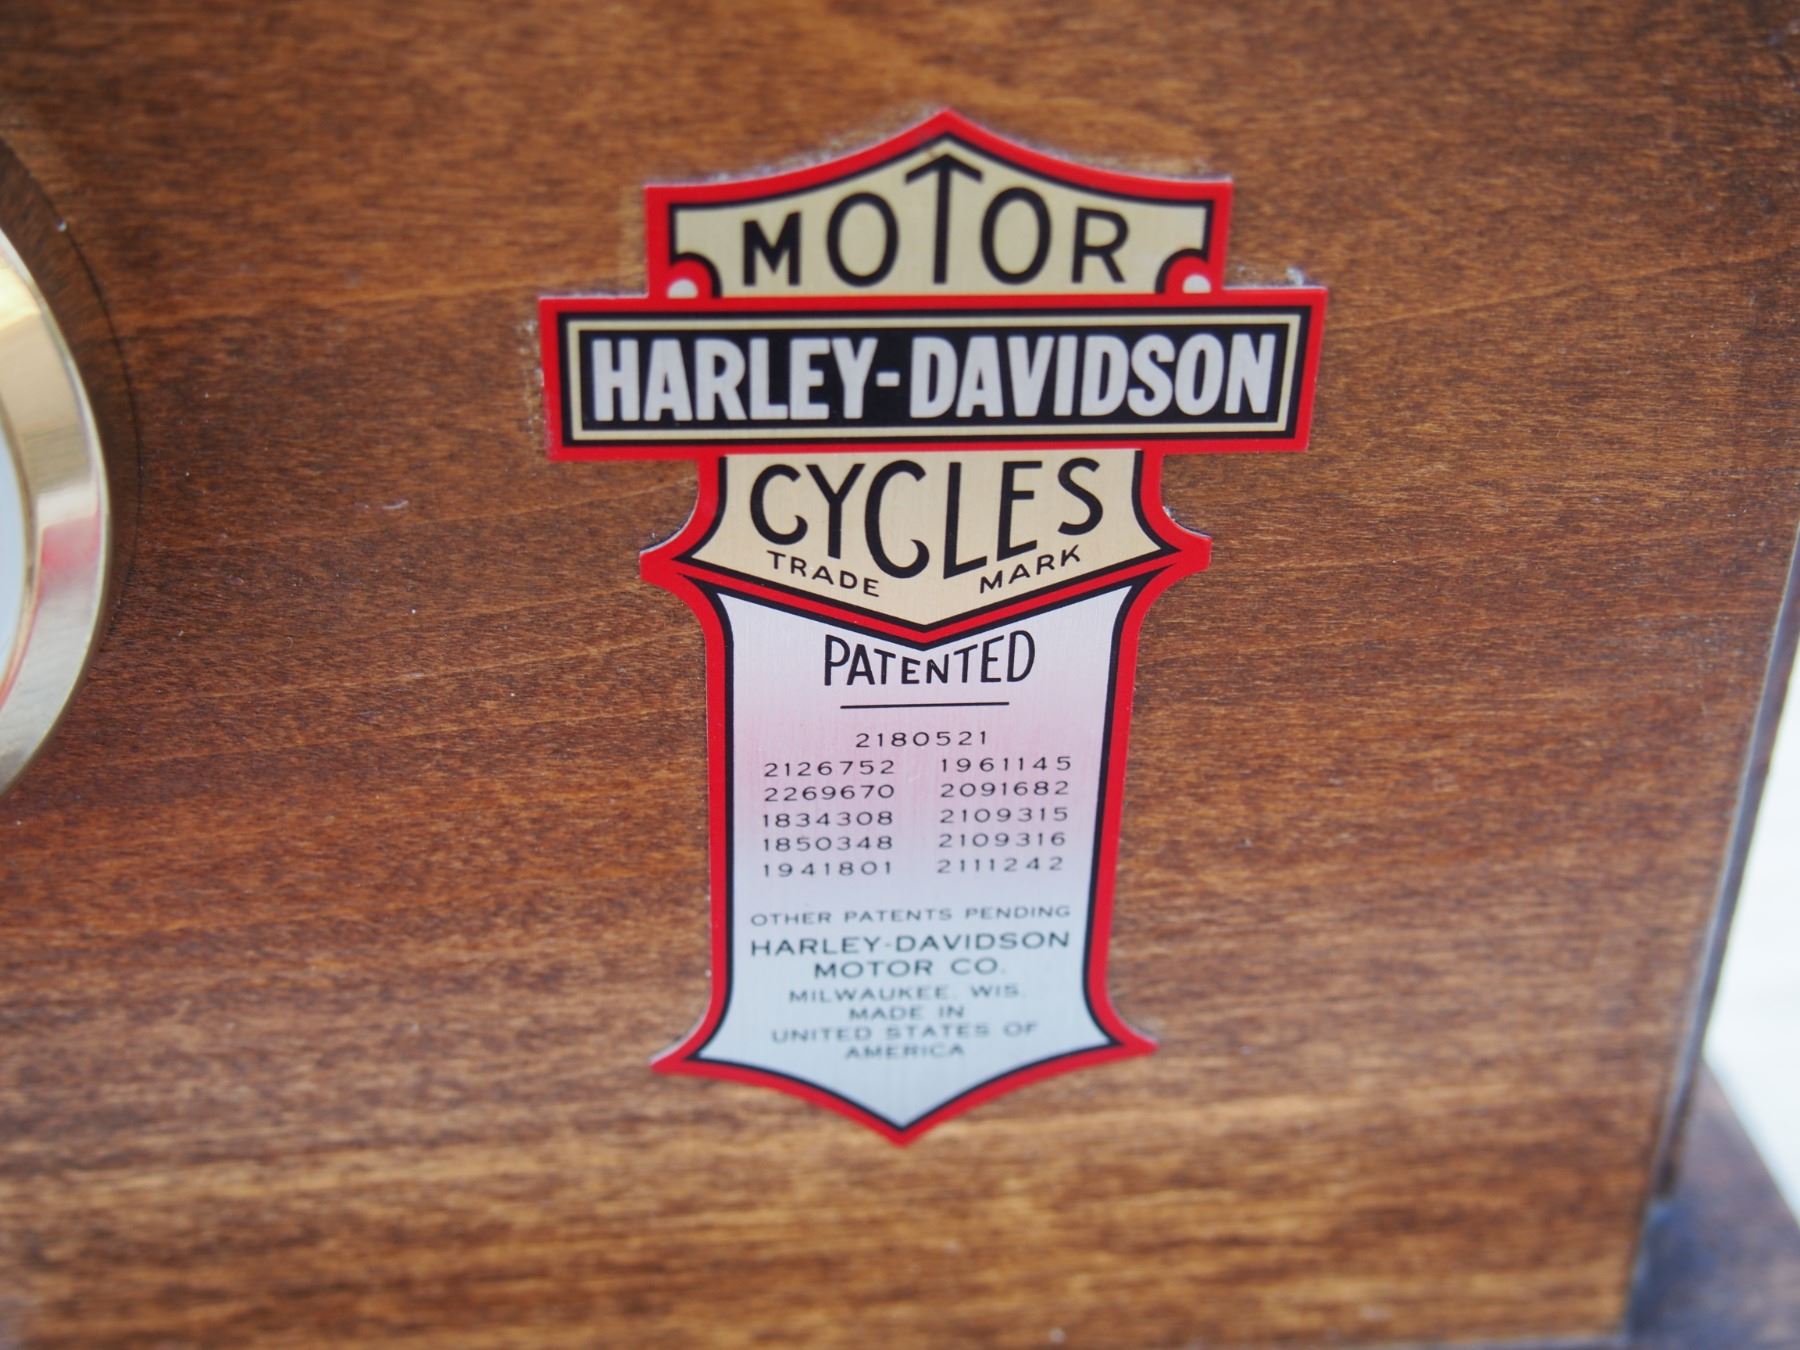 MOTOR
HARLEY-DAVIDSON
CYCLES
TRADE MARK
PATENTED
2180521
2126752 1961145
2269670 2091682
1834308 2109315
1850348 2109316
1941801 2111242
OTHER PATENTS PENDING
HARLEY-DAVIDSON
MOTOR CO.
MILWAUKEE. WIS.
MADE IN
UNITED STATES OF
AMERICA